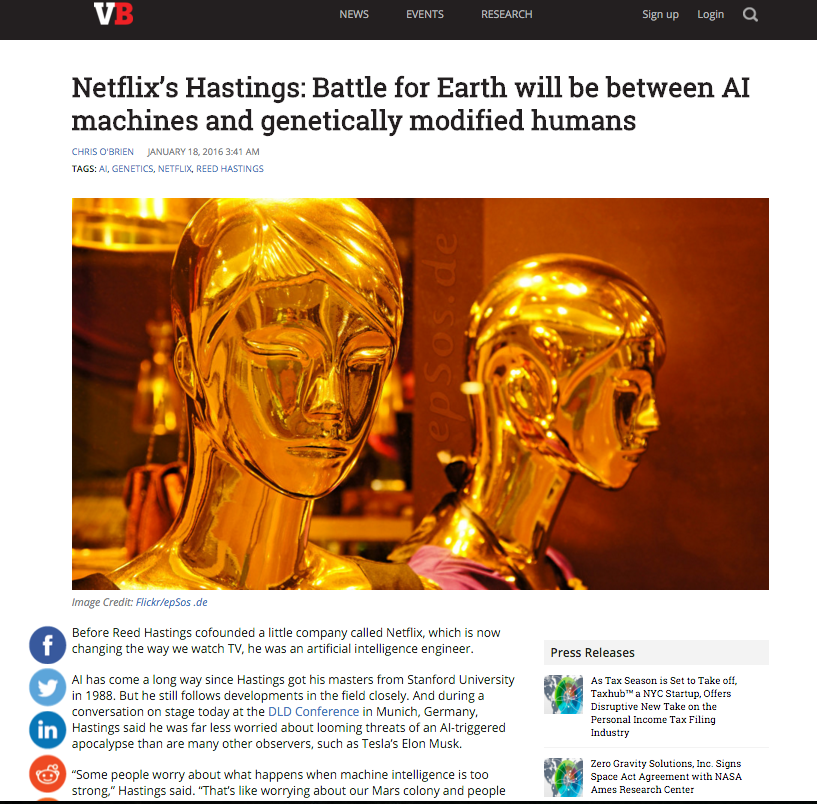 VB
NEWS
EVENTS
RESEARCH
Sign up
Login
Netflix’s Hastings: Battle for Earth will be between AI
machines and genetically modified humans
CHRIS O'BRIEN JANUARY 18, 2016 3:41 AM
TAGS: AI, GENETICS, NETFLIX, REED HASTINGS
epSos.de
Image Credit: Flickr/epSos .de
Before Reed Hastings cofounded a little company called Netflix, which is now
changing the way we watch TV, he was an artificial intelligence engineer.
AI has come a long way since Hastings got his masters from Stanford University
in 1988. But he still follows developments in the field closely. And during a
conversation on stage today at the DLD Conference in Munich, Germany,
Hastings said he was far less worried about looming threats of an AI-triggered
apocalypse than are many other observers, such as Tesla’s Elon Musk.
“Some people worry about what happens when machine intelligence is too
strong,” Hastings said. “That’s like worrying about our Mars colony and people
f
in
Press Releases
As Tax Season is Set to Take off,
Taxhub™ a NYC Startup, Offers
Disruptive New Take on the
Personal Income Tax Filing
Industry
Zero Gravity Solutions, Inc. Signs
Space Act Agreement with NASA
Ames Research Center